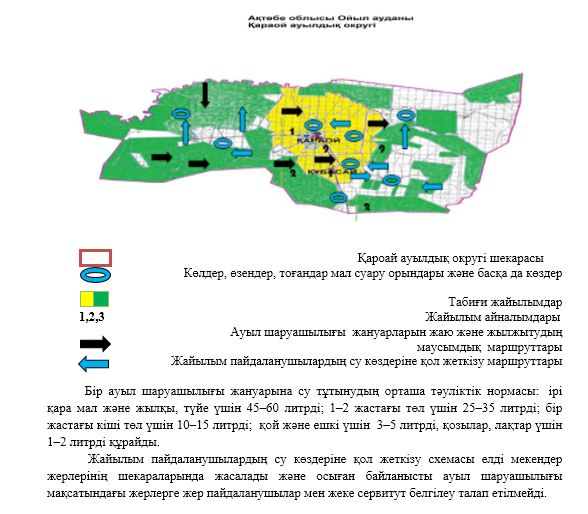 Ақтөбе облысы Ойыл ауданы
Қараой ауылдық округі
1
ҚАРАОЙ
2
2
ҚҰБАСАЙ
2
2
Қароай ауылдық округі шекарасы
Көлдер, өзендер, тоғандар мал суару орындары және басқа да көздер
Табиғи жайылымдар
1,2,3 Жайылым айналымдары
Ауыл шаруашылығы жануарларын жаю және жылжытудың
маусымдық маршруттары
Жайылым пайдаланушылардың су көздеріне қол жеткізу маршруттары
Бір ауыл шаруашылығы жануарына су тұтынудың орташа тәуліктік нормасы: ірі
қара мал және жылқы, түйе үшін 45–60 литрді; 1–2 жастағы төл үшін 25–35 литрді; бір
жастағы кіші төл үшін 10–15 литрді; қой және ешкі үшін 3–5 литрді, қозылар, лақтар үшін
1–2 литрді құрайды.
Жайылым пайдаланушылардың су көздеріне қол жеткізу схемасы елді мекендер
жерлерінің шекараларында жасалады және осыған байланысты ауыл шаруашылығы
мақсатындағы жерлерге жер пайдаланушылар мен жеке сервитут белгілеу талап етілмейді.